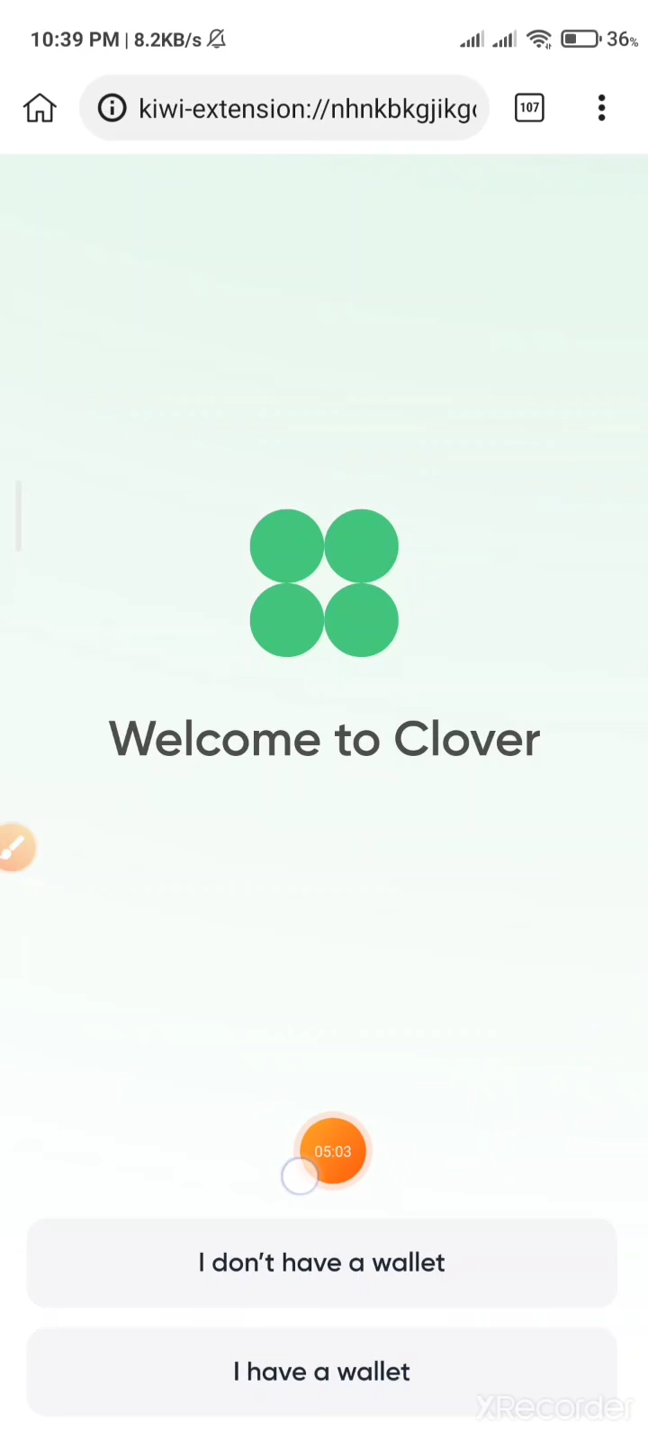 10:39 PM | 8.2KB/s 36%
kiwi-extension://nhnkbkgjikg 107
Welcome to Clover
05:03
I don't have a wallet
I have a wallet
XRecorder